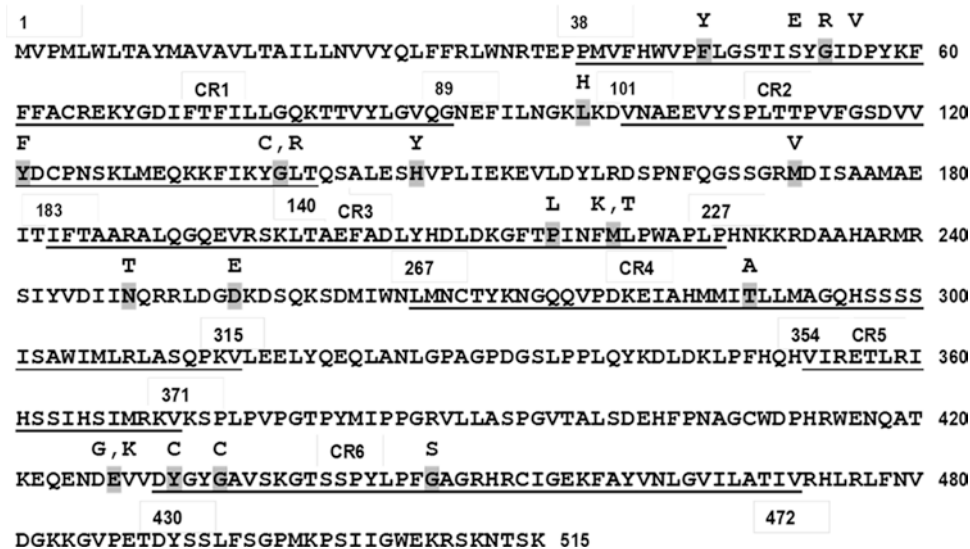 1 38 Y E R V
MVPMLWLTAYMAVAVLTAILLNVVYQLFFRLWNRTEPPMVFHWVPFLGSTISYGIDPYKF 60
CR1 89 H 101 CR2
FFACREKYGDIFTFILLGQKTTVYLGVQGNEFILNGKLKDVNAEEVYSPLTTPVFGSDVV 120
F C,R Y V
YDCPNSKLMEQKKFIKYGLTQSALESHVPLIEKEVLDYLRDSPNFQGSSGRMDISAAMAE 180
183 140 CR3 L K,T 227
ITIFTAARALQGQEVRSKLTAEFADLYHDLDKGFTPINFMLPWAPLPHNKKRDAAHARMR 240
T E 267 CR4 A
SIYVDIINQRRLDGDKDSQKSDMIWNLMNCTYKNGQQVPDKEIAHMMITLLMAGQHSSSS 300
315 354 CR5
ISAWIMLRLASQPKVLEELYQEQLANLGPAGPDGSLPPLQYKDLDKLPFHQHVIRETLRI 360
371
HSSIHSIMRKVKSPLPVPGTPYMIPPGRVLLASPGVTALSDEHFPNAGCWDPHRWENQAT 420
G,K C C CR6 S
KEQENDEVVDYGYGAVSKGTSSPYLPFGAGRHRCIGEKFAYVNLGVILATIVRHLRLFNV 480
430 472
DGKKGVPETDYSSLFSGPMKPSIIGWEKRSKNTSK 515